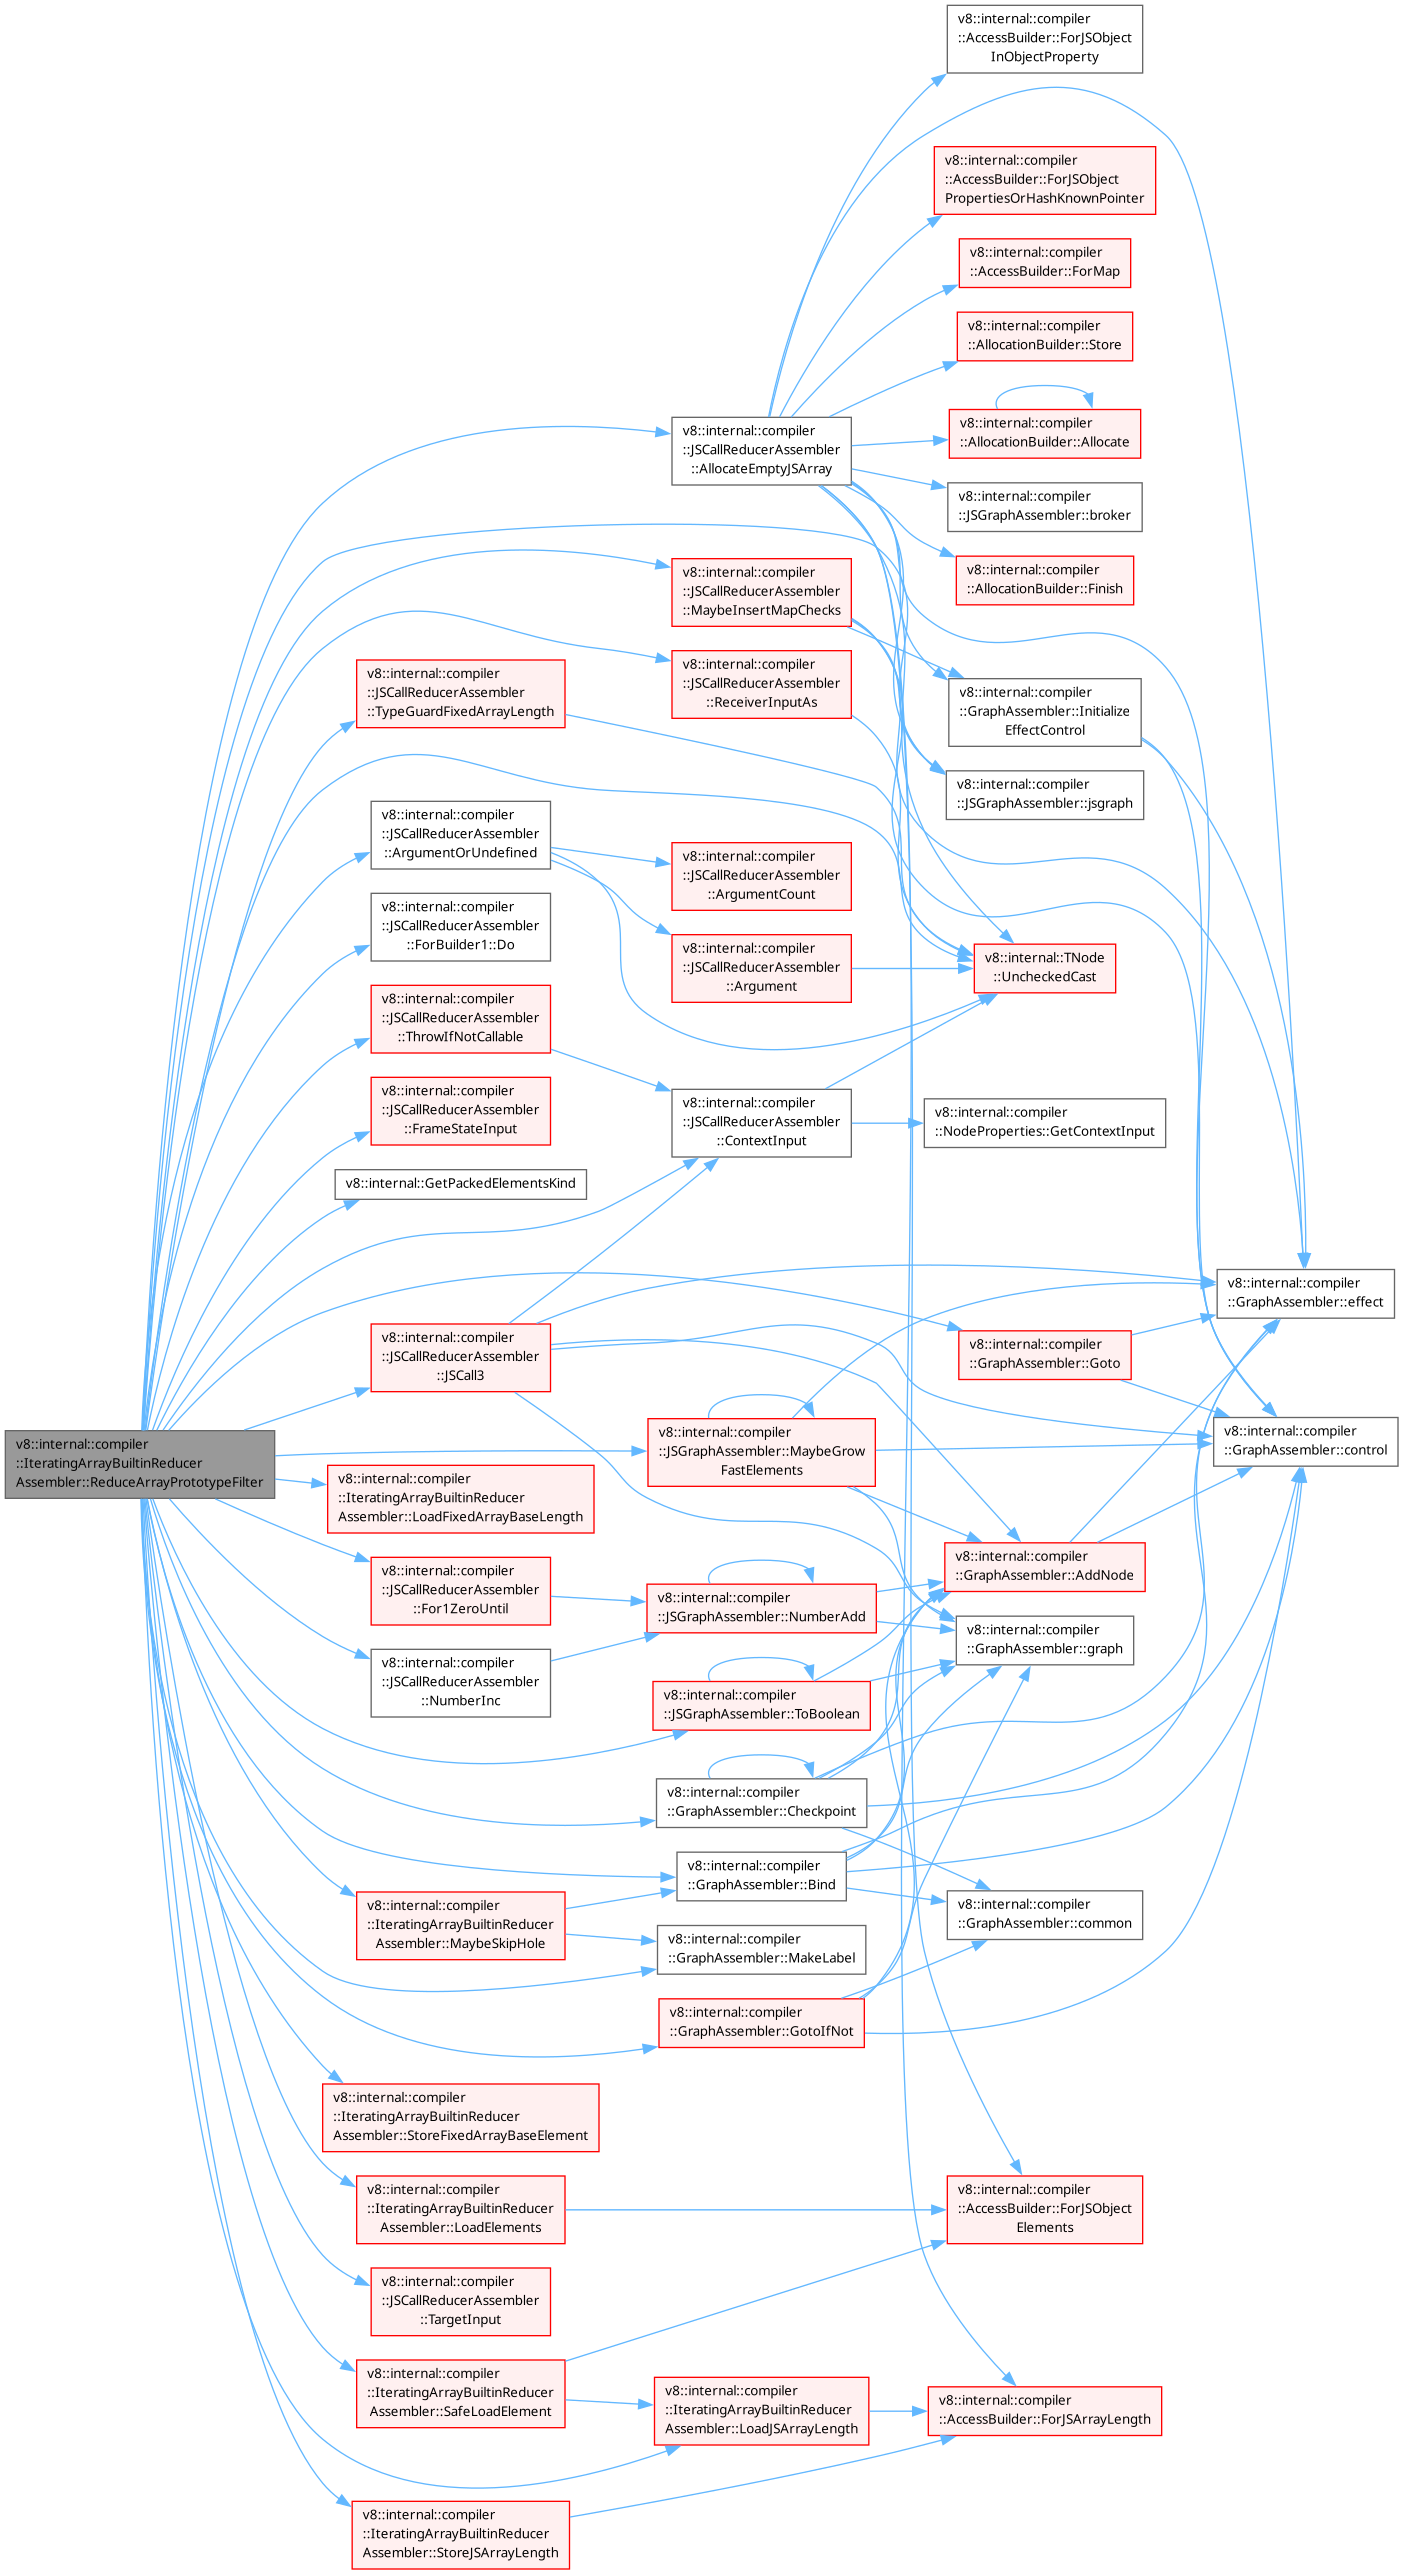 v8::internal::compiler
::AccessBuilder::ForJSObject
InObjectProperty
v8::internal::compiler
::AccessBuilder::ForJSObject
PropertiesOrHashKnownPointer
v8::internal::compiler
::AccessBuilder::ForMap
v8::internal::compiler
::AllocationBuilder::Store
v8::internal::compiler
::AllocationBuilder::Allocate
v8::internal::compiler
::JSCallReducerAssembler
::AllocateEmptyJSArray
v8::internal::compiler
::JSGraphAssembler::broker
v8::internal::compiler
::AllocationBuilder::Finish
v8::internal::compiler
::JSCallReducerAssembler
::MaybeInsertMapChecks
v8::internal::compiler
::JSCallReducerAssembler
::ReceiverInputAs
v8::internal::compiler
::JSCallReducerAssembler
::TypeGuardFixedArrayLength
v8::internal::compiler
::GraphAssembler::Initialize
EffectControl
v8::internal::compiler
::JSGraphAssembler::jsgraph
v8::internal::compiler
::JSCallReducerAssembler
::ArgumentOrUndefined
v8::internal::compiler
::JSCallReducerAssembler
::ArgumentCount
v8::internal::compiler
::JSCallReducerAssembler
::ForBuilder1::Do
v8::internal::compiler
::JSCallReducerAssembler
::Argument
v8::internal::TNode
::UncheckedCast
v8::internal::compiler
::JSCallReducerAssembler
::ThrowIfNotCallable
v8::internal::compiler
::JSCallReducerAssembler
::FrameStateInput
v8::internal::compiler
::JSCallReducerAssembler
::ContextInput
v8::internal::compiler
::NodeProperties::GetContextInput
v8::internal::GetPackedElementsKind
v8::internal::compiler
::GraphAssembler::effect
v8::internal::compiler
::JSCallReducerAssembler
::JSCall3
v8::internal::compiler
::GraphAssembler::Goto
v8::internal::compiler
::IteratingArrayBuiltinReducer
Assembler::ReduceArrayPrototypeFilter
v8::internal::compiler
::JSGraphAssembler::MaybeGrow
FastElements
v8::internal::compiler
::GraphAssembler::control
v8::internal::compiler
::IteratingArrayBuiltinReducer
Assembler::LoadFixedArrayBaseLength
v8::internal::compiler
::GraphAssembler::AddNode
v8::internal::compiler
::JSCallReducerAssembler
::For1ZeroUntil
v8::internal::compiler
::JSGraphAssembler::NumberAdd
v8::internal::compiler
::GraphAssembler::graph
v8::internal::compiler
::JSCallReducerAssembler
::NumberInc
v8::internal::compiler
::JSGraphAssembler::ToBoolean
v8::internal::compiler
::GraphAssembler::Checkpoint
v8::internal::compiler
::GraphAssembler::Bind
v8::internal::compiler
::GraphAssembler::common
v8::internal::compiler
::IteratingArrayBuiltinReducer
Assembler::MaybeSkipHole
v8::internal::compiler
::GraphAssembler::MakeLabel
v8::internal::compiler
::GraphAssembler::GotoIfNot
v8::internal::compiler
::IteratingArrayBuiltinReducer
Assembler::StoreFixedArrayBaseElement
v8::internal::compiler
::IteratingArrayBuiltinReducer
Assembler::LoadElements
v8::internal::compiler
::AccessBuilder::ForJSObject
Elements
v8::internal::compiler
::JSCallReducerAssembler
::TargetInput
v8::internal::compiler
::IteratingArrayBuiltinReducer
Assembler::SafeLoadElement
v8::internal::compiler
::IteratingArrayBuiltinReducer
Assembler::LoadJSArrayLength
v8::internal::compiler
::AccessBuilder::ForJSArrayLength
v8::internal::compiler
::IteratingArrayBuiltinReducer
Assembler::StoreJSArrayLength